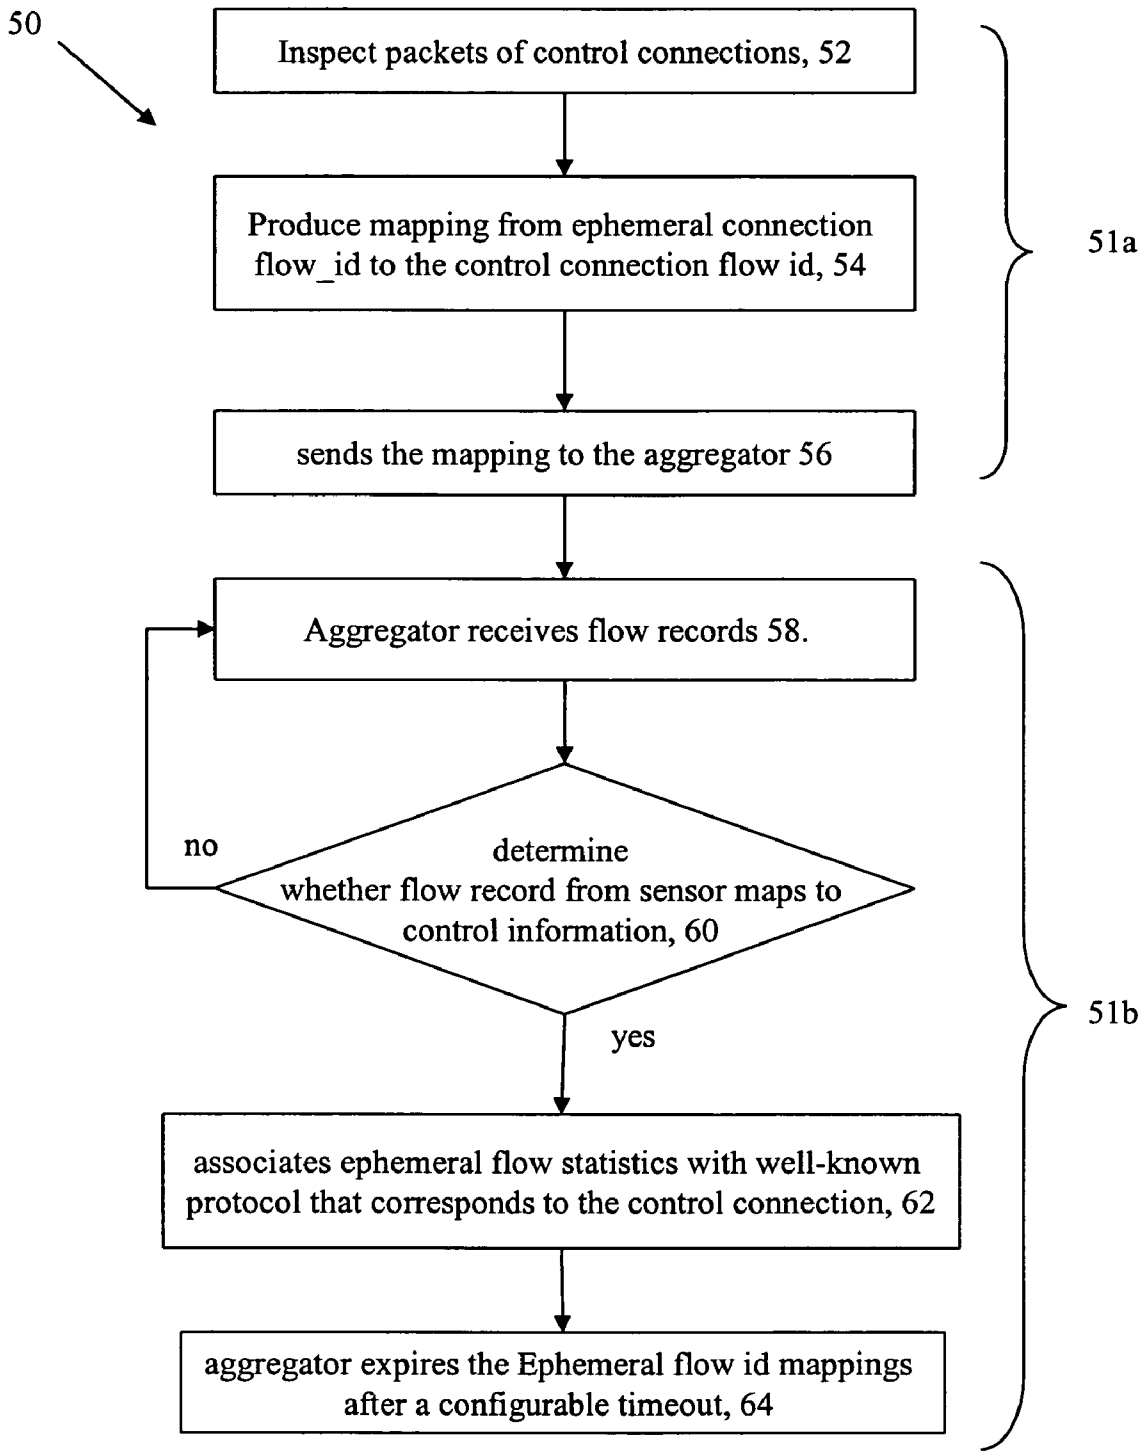 50
Inspect packets of control connections, 52
Produce mapping from ephemeral connection
flow_id to the control connection flow id, 54
51a
sends the mapping to the aggregator 56
Aggregator receives flow records 58.
no
determine
whether flow record from sensor maps to
control information, 60
51b
yes
associates ephemeral flow statistics with well-known
protocol that corresponds to the control connection, 62
aggregator expires the Ephemeral flow id mappings
after a configurable timeout, 64